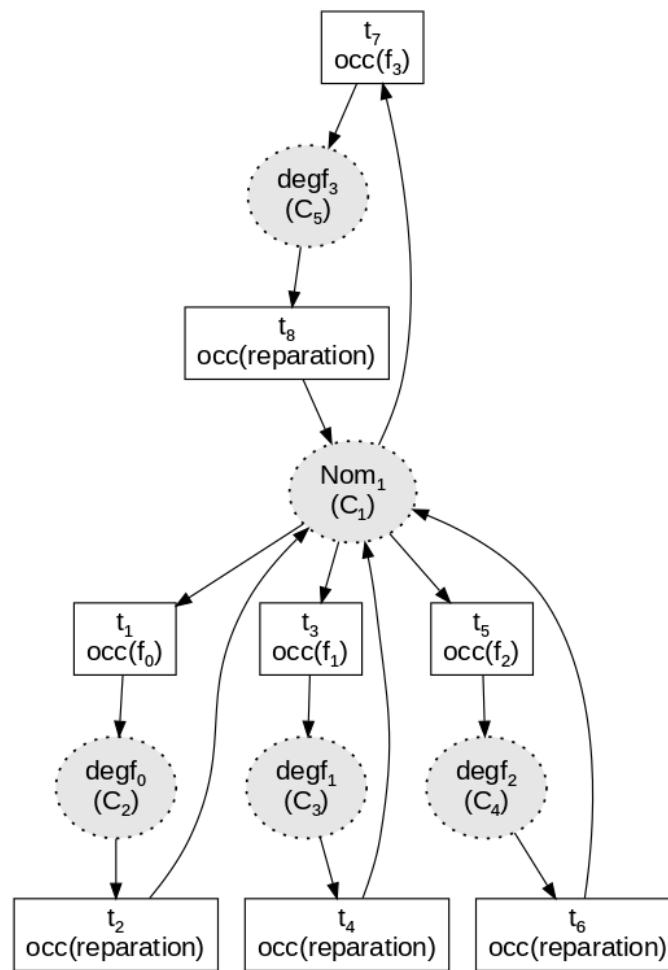 t₇
occ(f₃)
degf₃
(C₅)
t₈
occ(reparation)
Nom₁
(C₁)
t₁
occ(f₀)
t₃
occ(f₁)
t₅
occ(f₂)
degf₀
(C₂)
degf₁
(C₃)
degf₂
(C₄)
t₂
occ(reparation)
t₄
occ(reparation)
t₆
occ(reparation)